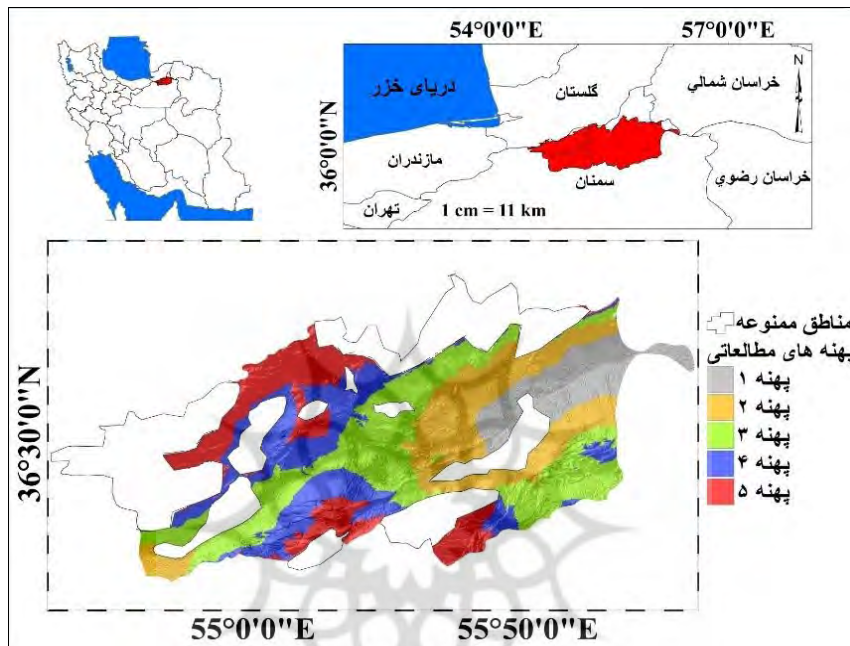 54°0'0"E
57°0'0"E
N
دریای خزر
گلستان
خراسان شمالي
36°0'0"N
مازندران
سمنان
خراسان رضوي
تهران
1 cm = 11 km
مناطق ممنوعه
پهنه های مطالعاتی
پهنه ۱
پهنه ۲
پهنه ۳
پهنه ۴
پهنه ۵
36°30'0"N
55°0'0"E
55°50'0"E